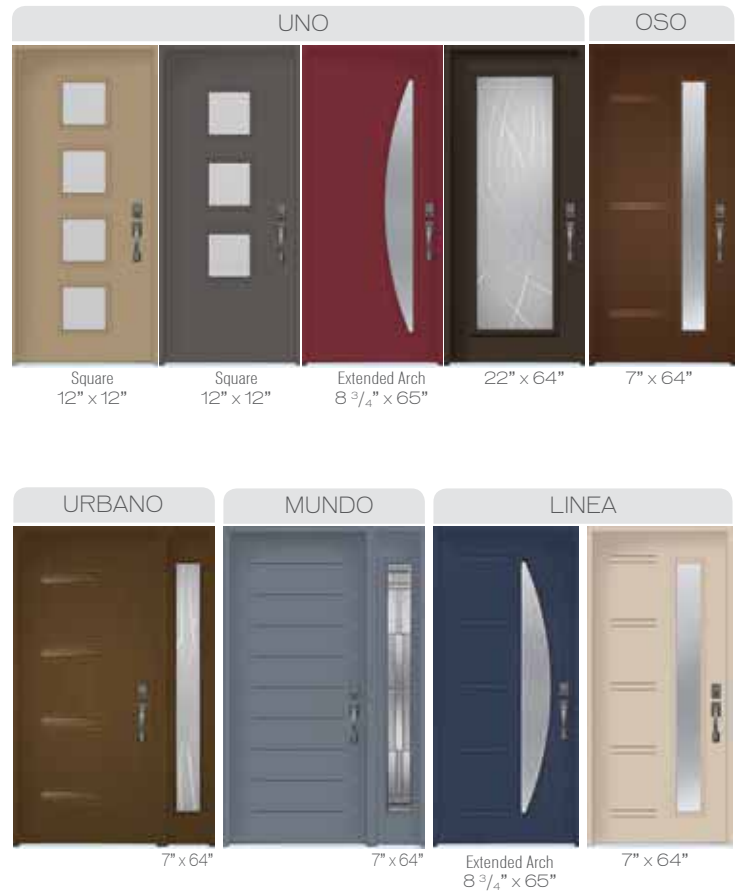 UNO
OSO
Square
12” x 12”
Square
12” x 12”
Extended Arch
8 3/4” x 65”
22” x 64”
7” x 64”
URBANO
MUNDO
LINEA
7” x 64”
7” x 64”
Extended Arch
8 3/4” x 65”
7” x 64”